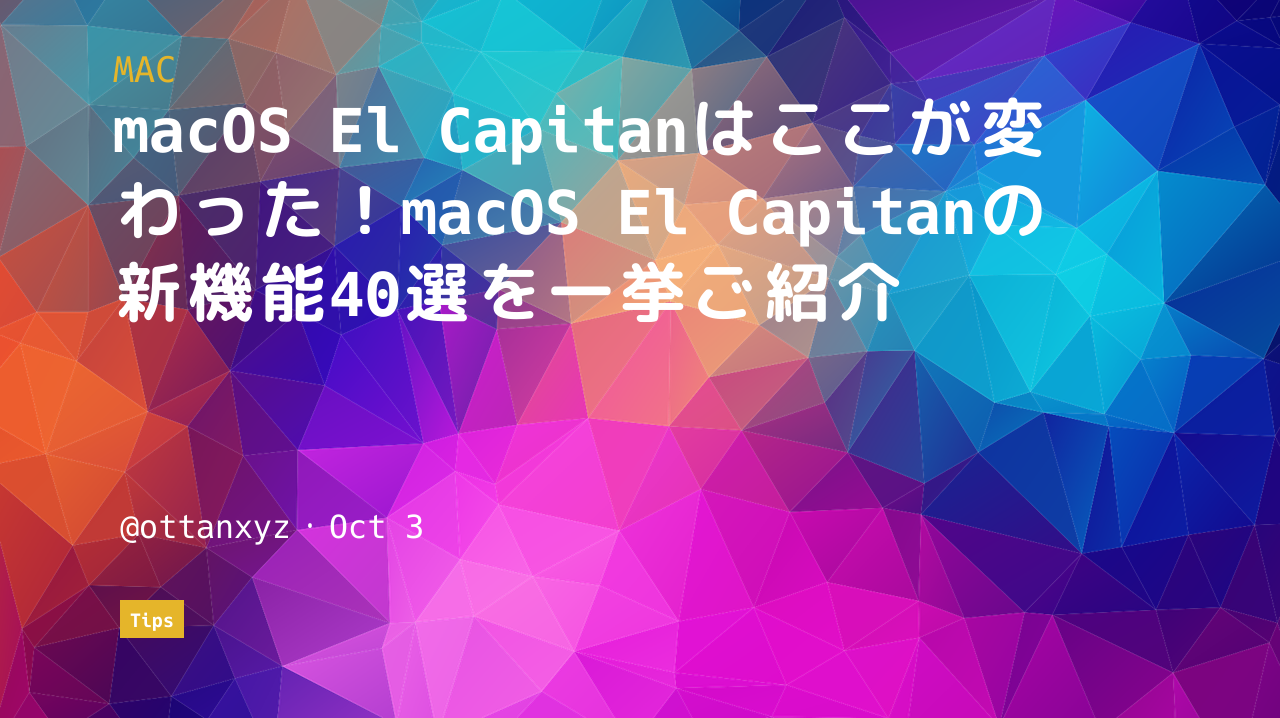 MAC
macOS El Capitanはここが変
わった！macOS El Capitanの
新機能40選を一挙ご紹介
@ottanxyz・Oct 3
Tips